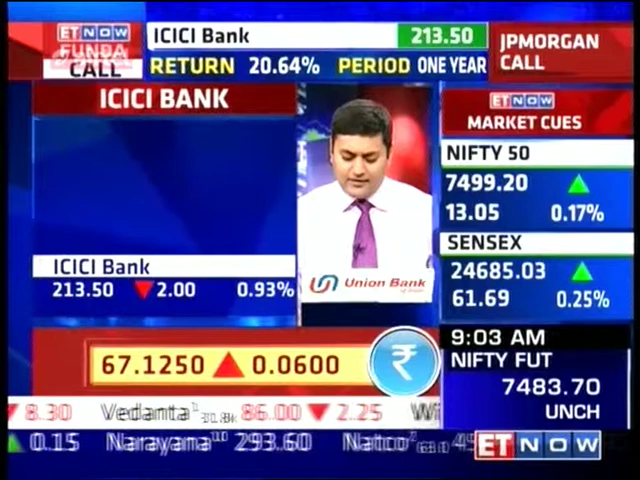 ET NOW
FUNDA
CALL
ICICI Bank 213.50
RETURN 20.64% PERIOD ONE YEAR
JPMORGAN
CALL
ICICI BANK
ICICI Bank
213.50 ▼ 2.00 0.93%
Union Bank
ET NOW
MARKET CUES
NIFTY 50
7499.20 ▲
13.05 0.17%
SENSEX
24685.03 ▲
61.69 0.25%
67.1250 ▲ 0.0600 ₹
9:03 AM
NIFTY FUT
7483.70
UNCH
▼ 8.30 Vedanta 86.00 ▼ 2.25
▲ 0.15 Narayana 293.60 Natco
ET NOW